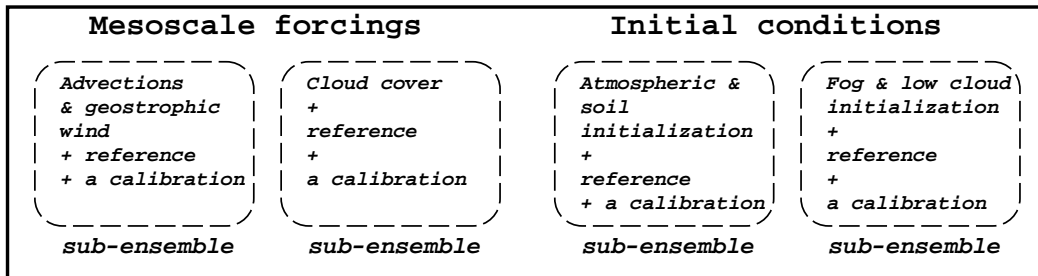 Mesoscale forcings
Initial conditions
Advections
& geostrophic
wind
+ reference
+ a calibration
sub-ensemble
Cloud cover
+
reference
+
a calibration
sub-ensemble
Atmospheric &
soil
initialization
+
reference
+ a calibration
sub-ensemble
Fog & low cloud
initialization
+
reference
+
a calibration
sub-ensemble